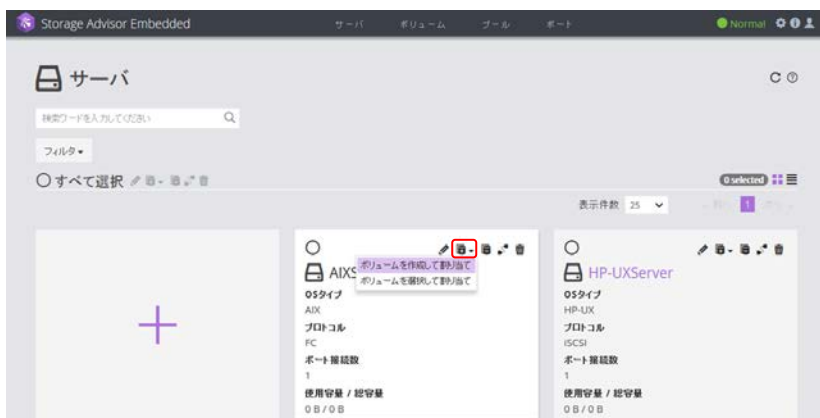 Storage Advisor Embedded サーバ ボリューム プール ポート Normal
サーバ
検索ワードを入力してください
フィルタ
すべて選択 0 selected
表示件数 25 1
ボリュームを作成して割り当て
AIXS HP-UXServer
ボリュームを選択して割り当て
OSタイプ OSタイプ
AIX HP-UX
プロトコル プロトコル
FC iSCSI
ポート接続数 ポート接続数
1 1
使用容量 / 総容量 使用容量 / 総容量
0 B / 0 B 0 B / 0 B